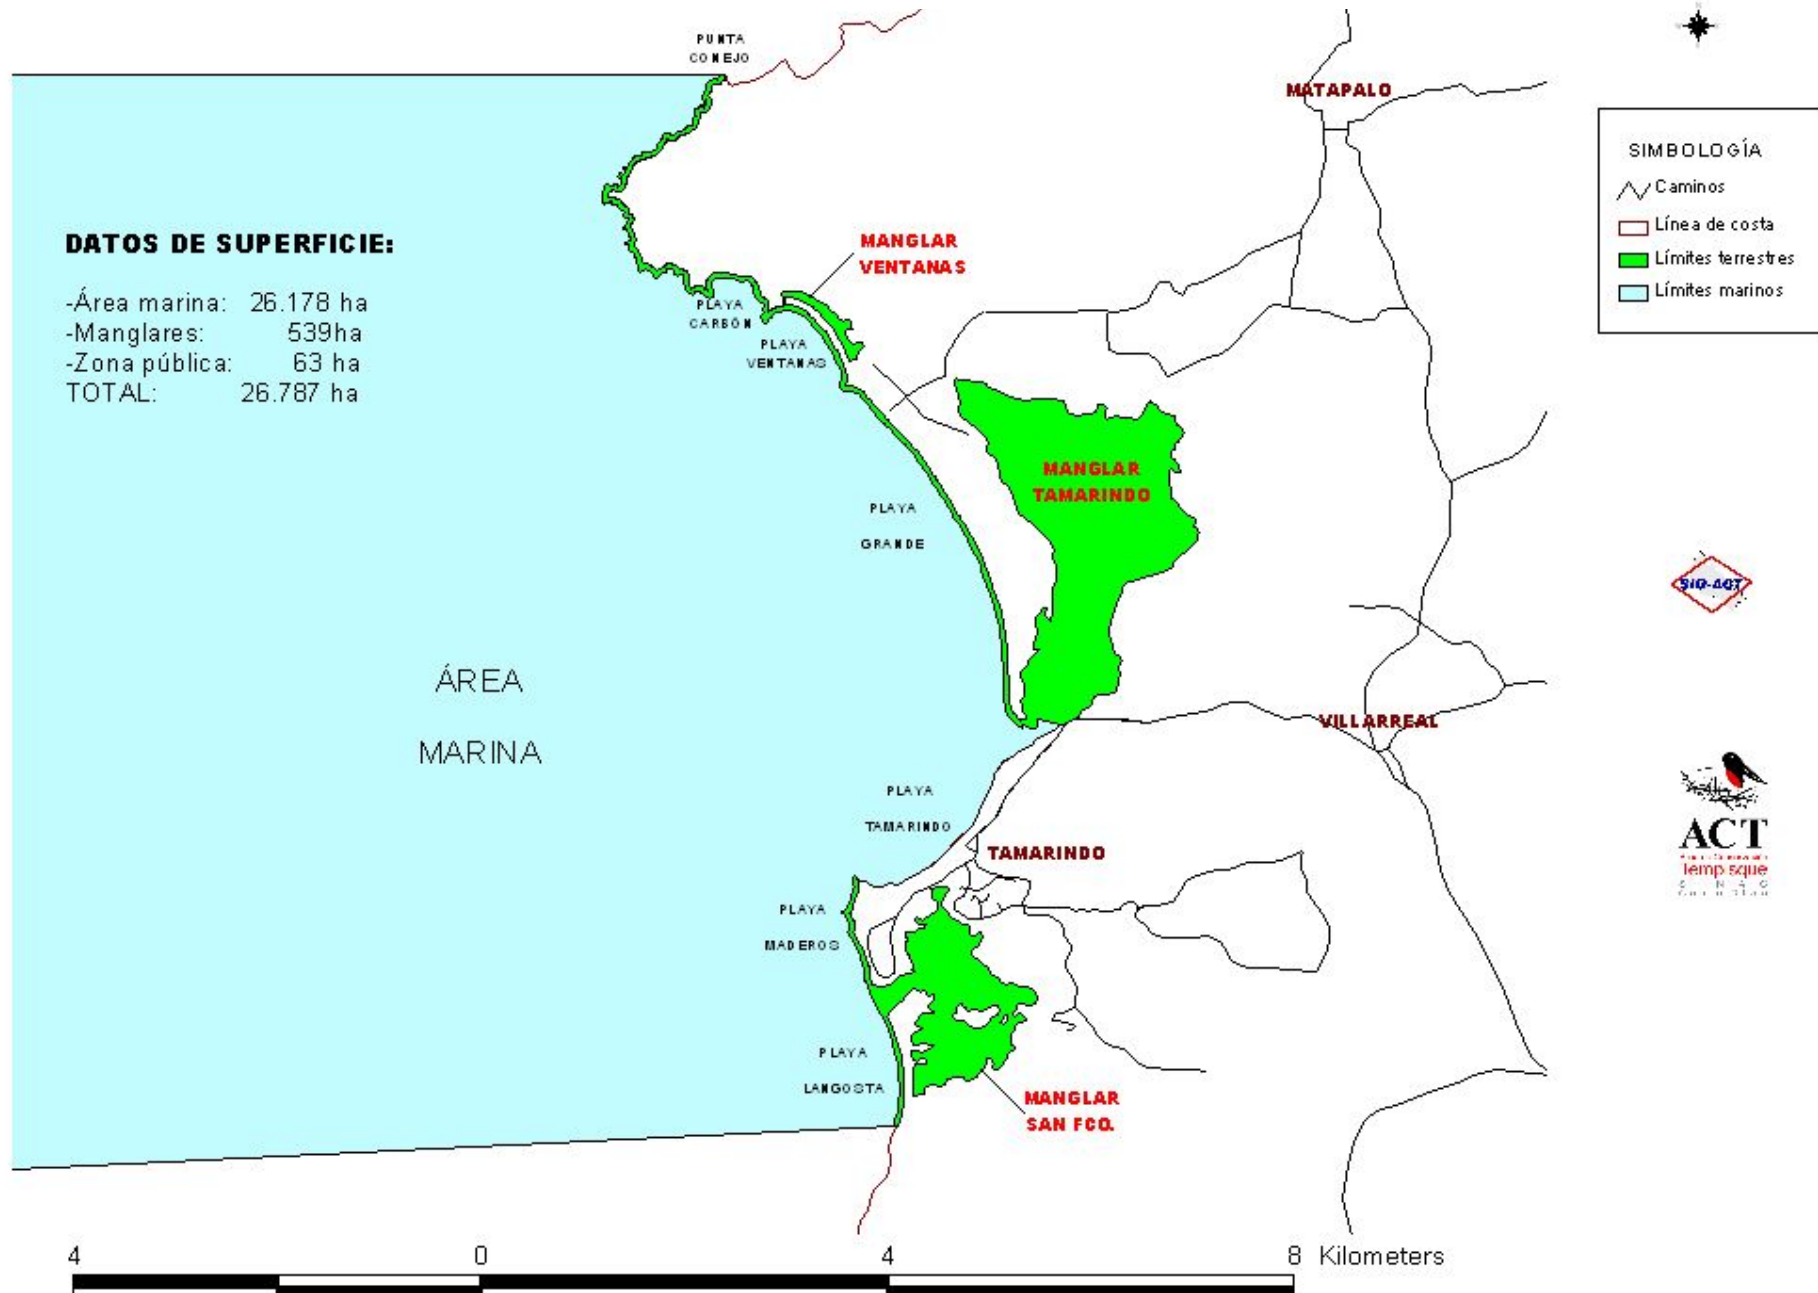 PUNTA
CONEJO
MATAPALO
SIMBOLOGÍA
Caminos
Línea de costa
Límites terrestres
Límites marinos
DATOS DE SUPERFICIE:
-Área marina: 26.178 ha
-Manglares: 539ha
-Zona pública: 63 ha
TOTAL: 26.787 ha
MANGLAR
VENTANAS
PLAYA
CARBÓN
PLAYA
VENTANAS
MANGLAR
TAMARINDO
PLAYA
GRANDE
SIG-ACT
ÁREA
MARINA
VILLARREAL
PLAYA
TAMARINDO
TAMARINDO
ACT
Tempisque
PLAYA
MADEROS
PLAYA
LANGOSTA
MANGLAR
SAN FCO.
4 0 4 8 Kilometers